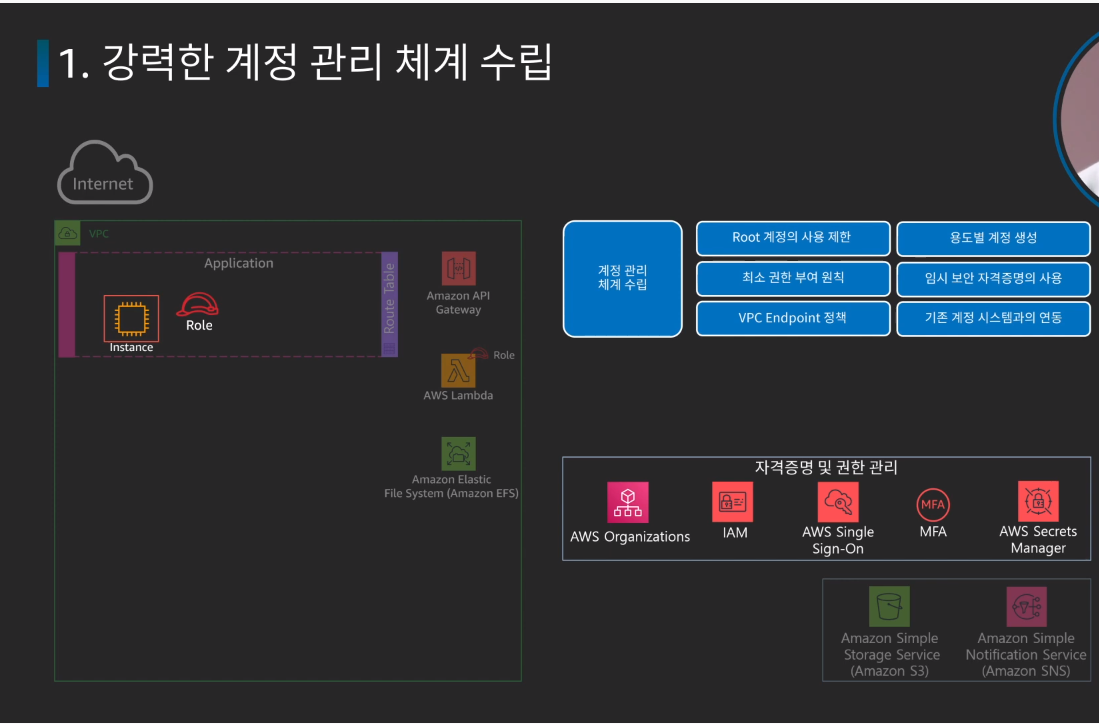 1. 강력한 계정 관리 체계 수립
Internet
VPC
Application
Route Table
Instance
Role
Amazon API
Gateway
Role
AWS Lambda
Amazon Elastic
File System (Amazon EFS)
계정 관리
체계 수립
Root 계정의 사용 제한
용도별 계정 생성
최소 권한 부여 원칙
임시 보안 자격증명의 사용
VPC Endpoint 정책
기존 계정 시스템과의 연동
자격증명 및 권한 관리
AWS Organizations
IAM
AWS Single
Sign-On
MFA
MFA
AWS Secrets
Manager
Amazon Simple
Storage Service
(Amazon S3)
Amazon Simple
Notification Service
(Amazon SNS)